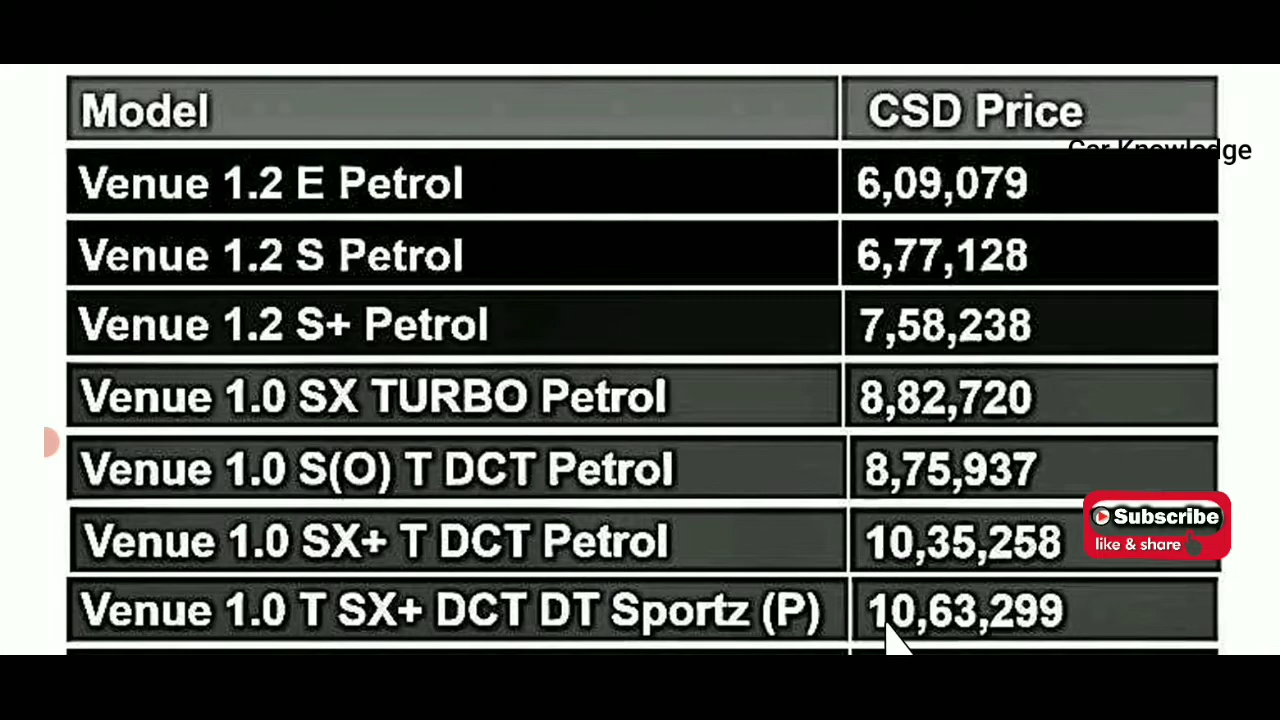 Model CSD Price
Car Knowledge
Venue 1.2 E Petrol 6,09,079
Venue 1.2 S Petrol 6,77,128
Venue 1.2 S+ Petrol 7,58,238
Venue 1.0 SX TURBO Petrol 8,82,720
Venue 1.0 S(O) T DCT Petrol 8,75,937
Subscribe
like & share
Venue 1.0 SX+ T DCT Petrol 10,35,258
Venue 1.0 T SX+ DCT DT Sportz (P) 10,63,299